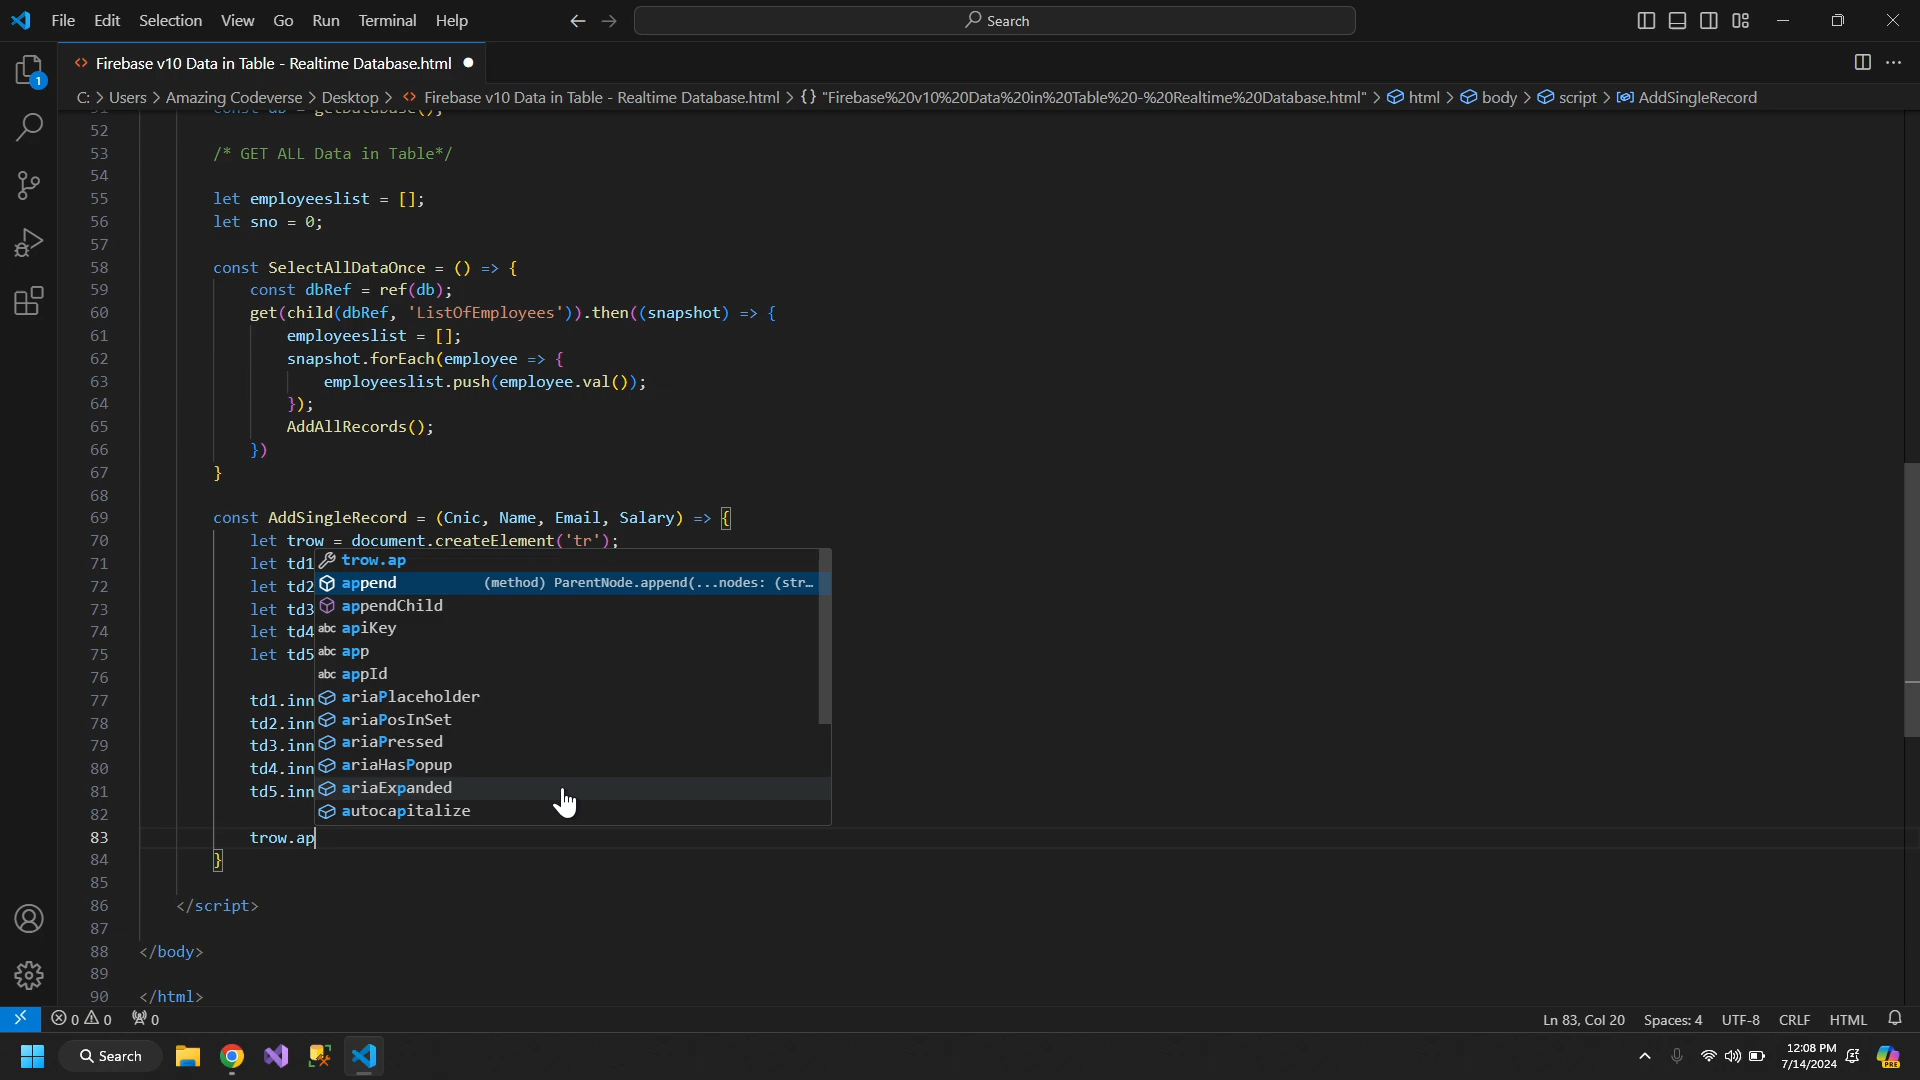 File Edit Selection View Go Run Terminal Help
Search
Firebase v10 Data in Table - Realtime Database.html
C: > Users > Amazing Codeverse > Desktop > Firebase v10 Data in Table - Realtime Database.html > {} "Firebase%20v10%20Data%20in%20Table%20-%20Realtime%20Database.html" > html > body > script > AddSingleRecord
1
52
53 /* GET ALL Data in Table*/
54
55 let employeeslist = [];
56 let sno = 0;
57
58 const SelectAllDataOnce = () => {
59 const dbRef = ref(db);
60 get(child(dbRef, 'ListOfEmployees')).then((snapshot) => {
61 employeeslist = [];
62 snapshot.forEach(employee => {
63 employeeslist.push(employee.val());
64 });
65 AddAllRecords();
66 })
67 }
68
69 const AddSingleRecord = (Cnic, Name, Email, Salary) => {
70 let trow = document.createElement('tr');
71 let td1 trow.ap
72 let td2 append (method) ParentNode.append(...nodes: (str…
73 let td3 appendChild
74 let td4 apiKey
75 let td5 app
76 appId
77 td1.inn ariaPlaceholder
78 td2.inn ariaPosInSet
79 td3.inn ariaPressed
80 td4.inn ariaHasPopup
81 td5.inn ariaExpanded
82 autocapitalize
83 trow.ap
84 }
85
86 </script>
87
88 </body>
89
90 </html>
0 0 0
Ln 83, Col 20 Spaces: 4 UTF-8 CRLF HTML
Search
12:08 PM
7/14/2024
PRE